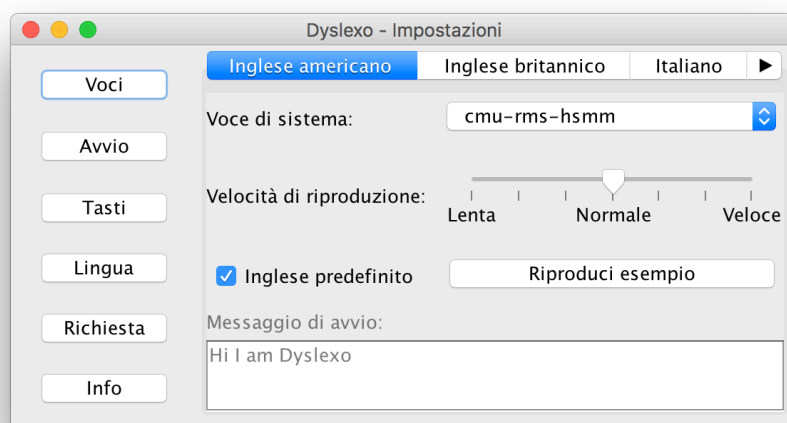 Dyslexo - Impostazioni
Voci
Avvio
Tasti
Lingua
Richiesta
Info
Inglese americano Inglese britannico Italiano
Voce di sistema: cmu-rms-hsmm
Velocità di riproduzione:
Lenta Normale Veloce
Inglese predefinito Riproduci esempio
Messaggio di avvio:
Hi I am Dyslexo